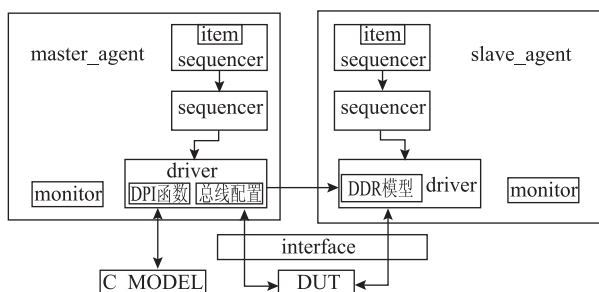 item
sequencer
master_agent
sequencer
driver
DPI函数 总线配置
monitor
item
sequencer
slave_agent
sequencer
DDR模型 driver
monitor
interface
C_MODEL
DUT